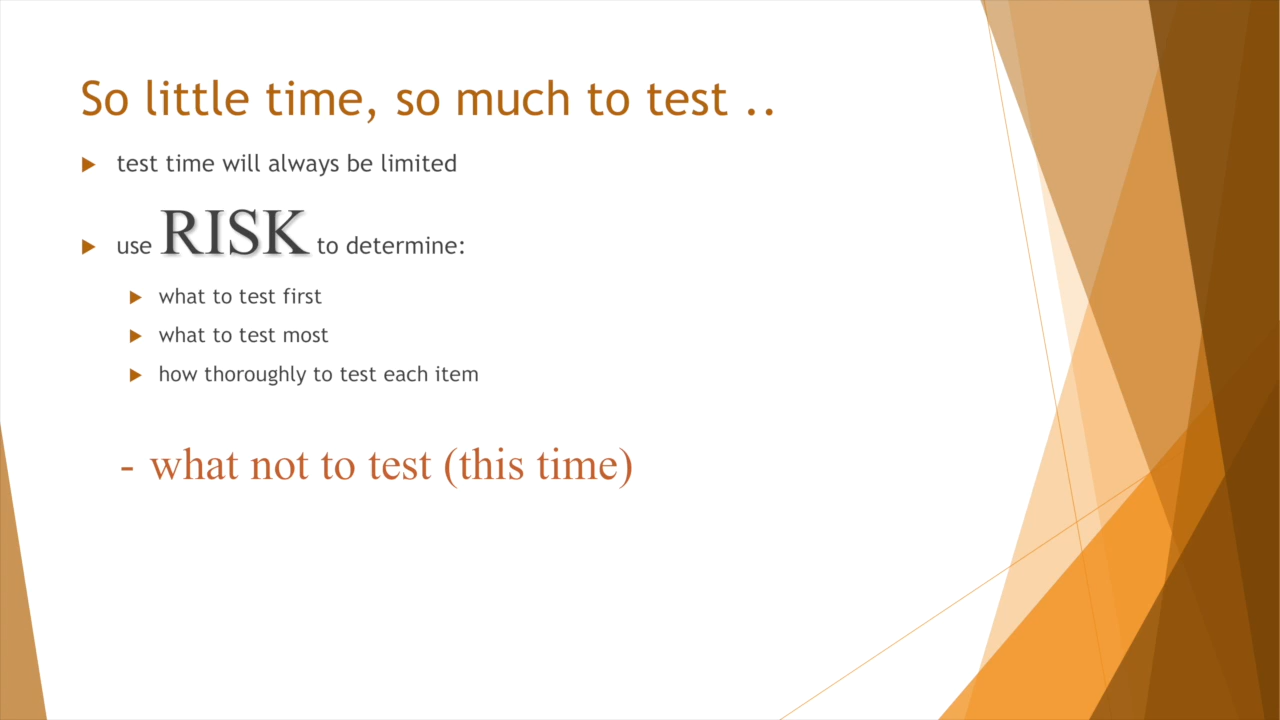 So little time, so much to test ..
test time will always be limited
use RISK to determine:
what to test first
what to test most
how thoroughly to test each item
- what not to test (this time)